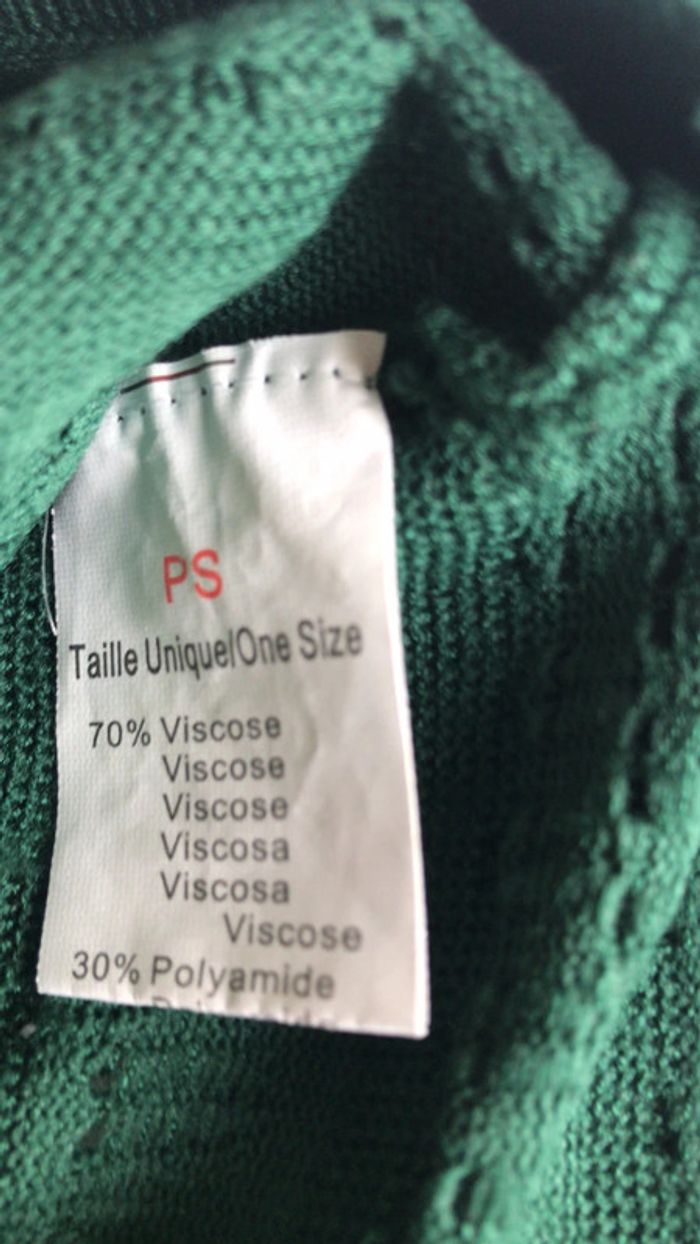 PS
Taille Unique/One Size
70% Viscose
Viscose
Viscose
Viscosa
Viscosa
Viscose
30% Polyamide